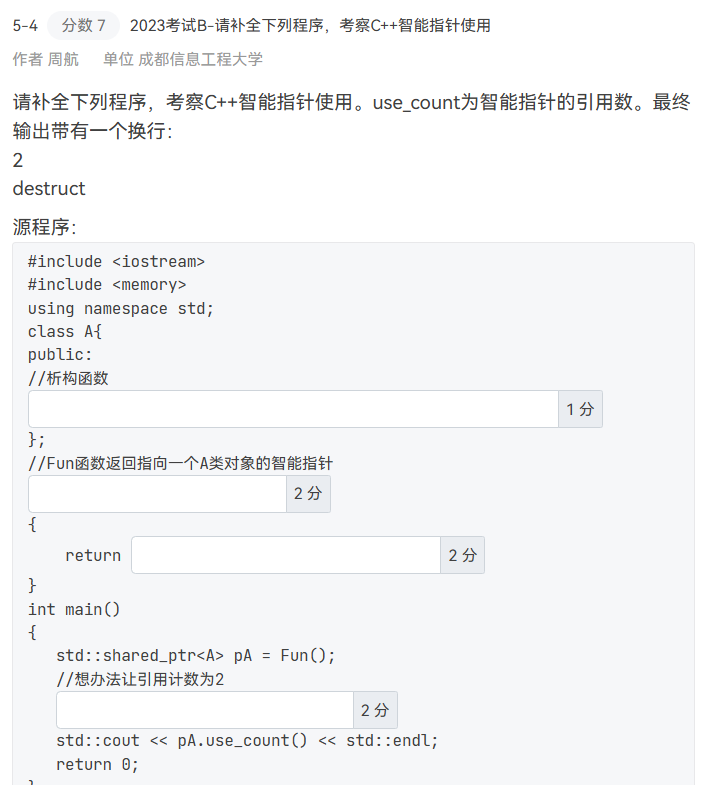 5-4 分数 7 2023考试B-请补全下列程序，考察C++智能指针使用
作者 周航 单位 成都信息工程大学
请补全下列程序，考察C++智能指针使用。use_count为智能指针的引用数。最终
输出带有一个换行：
2
destruct
源程序：
#include <iostream>
#include <memory>
using namespace std;
class A{
public:
//析构函数
1 分
};
//Fun函数返回指向一个A类对象的智能指针
2 分
{
return 2 分
}
int main()
{
std::shared_ptr<A> pA = Fun();
//想办法让引用计数为2
2 分
std::cout << pA.use_count() << std::endl;
return 0;
}